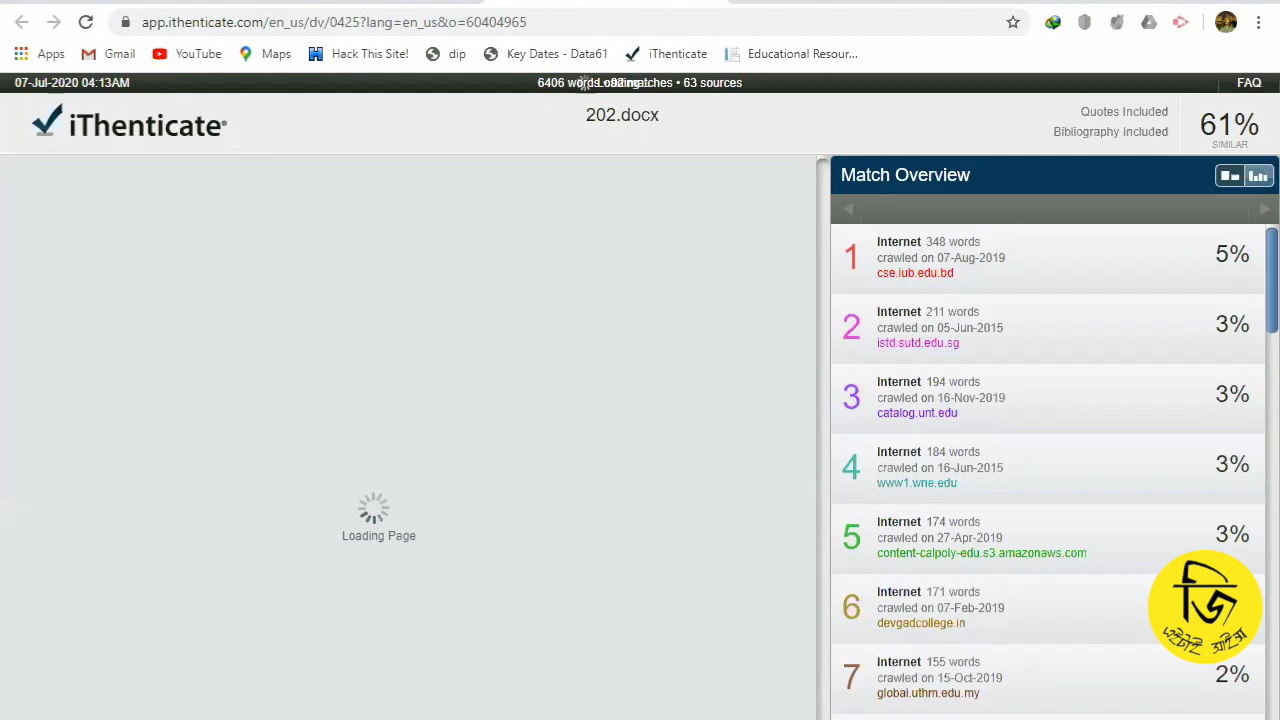 app.ithenticate.com/en_us/dv/0425?lang=en_us&o=60404965
Apps Gmail YouTube Maps Hack This Site! dip Key Dates - Data61 iThenticate Educational Resour...
07-Jul-2020 04:13AM
6406 words • 92 matches • 63 sources
FAQ
iThenticate®
202.docx
Quotes Included
Bibliography Included
61%
SIMILAR
Match Overview
1 Internet 348 words 5%
crawled on 07-Aug-2019
cse.iub.edu.bd
2 Internet 211 words 3%
crawled on 05-Jun-2015
istd.sutd.edu.sg
3 Internet 194 words 3%
crawled on 16-Nov-2019
catalog.unt.edu
4 Internet 184 words 3%
crawled on 16-Jun-2015
www1.wne.edu
5 Internet 174 words 3%
crawled on 27-Apr-2019
content-calpoly-edu.s3.amazonaws.com
6 Internet 171 words
crawled on 07-Feb-2019
devgadcollege.in
7 Internet 155 words 2%
crawled on 15-Oct-2019
global.uthm.edu.my
Loading Page